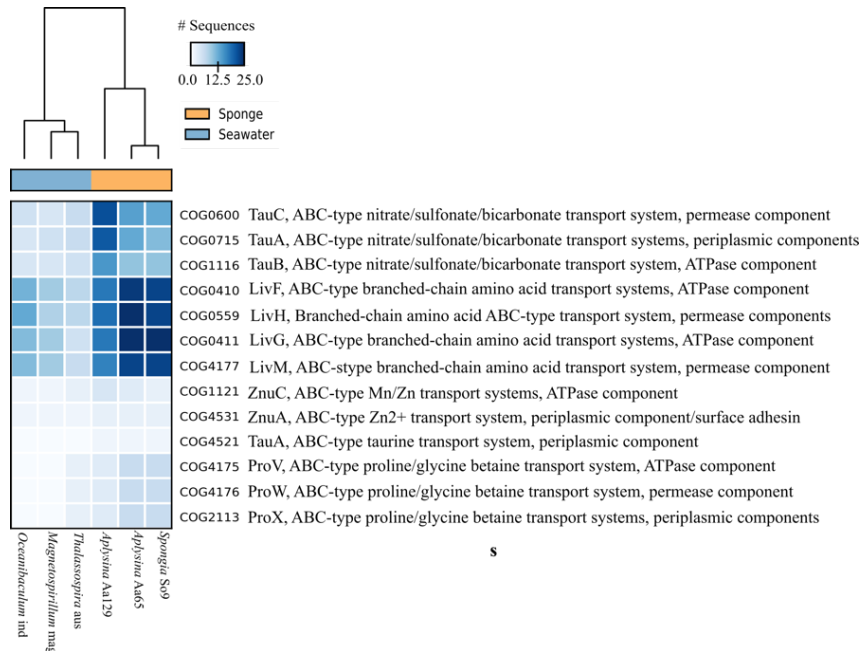 # Sequences
0.0 12.5 25.0
Sponge
Seawater
COG0600 TauC, ABC-type nitrate/sulfonate/bicarbonate transport system, permease component
COG0715 TauA, ABC-type nitrate/sulfonate/bicarbonate transport systems, periplasmic components
COG1116 TauB, ABC-type nitrate/sulfonate/bicarbonate transport system, ATPase component
COG0410 LivF, ABC-type branched-chain amino acid transport systems, ATPase component
COG0559 LivH, Branched-chain amino acid ABC-type transport system, permease components
COG0411 LivG, ABC-type branched-chain amino acid transport systems, ATPase component
COG4177 LivM, ABC-stype branched-chain amino acid transport system, permease component
COG1121 ZnuC, ABC-type Mn/Zn transport systems, ATPase component
COG4531 ZnuA, ABC-type Zn2+ transport system, periplasmic component/surface adhesin
COG4521 TauA, ABC-type taurine transport system, periplasmic component
COG4175 ProV, ABC-type proline/glycine betaine transport system, ATPase component
COG4176 ProW, ABC-type proline/glycine betaine transport system, permease component
COG2113 ProX, ABC-type proline/glycine betaine transport systems, periplasmic components
Oceanibaculum ind
Magnetospirillum mag
Thalassospira aus
Aplysina Aa129
Aplysina Aa65
Spongia So9
s